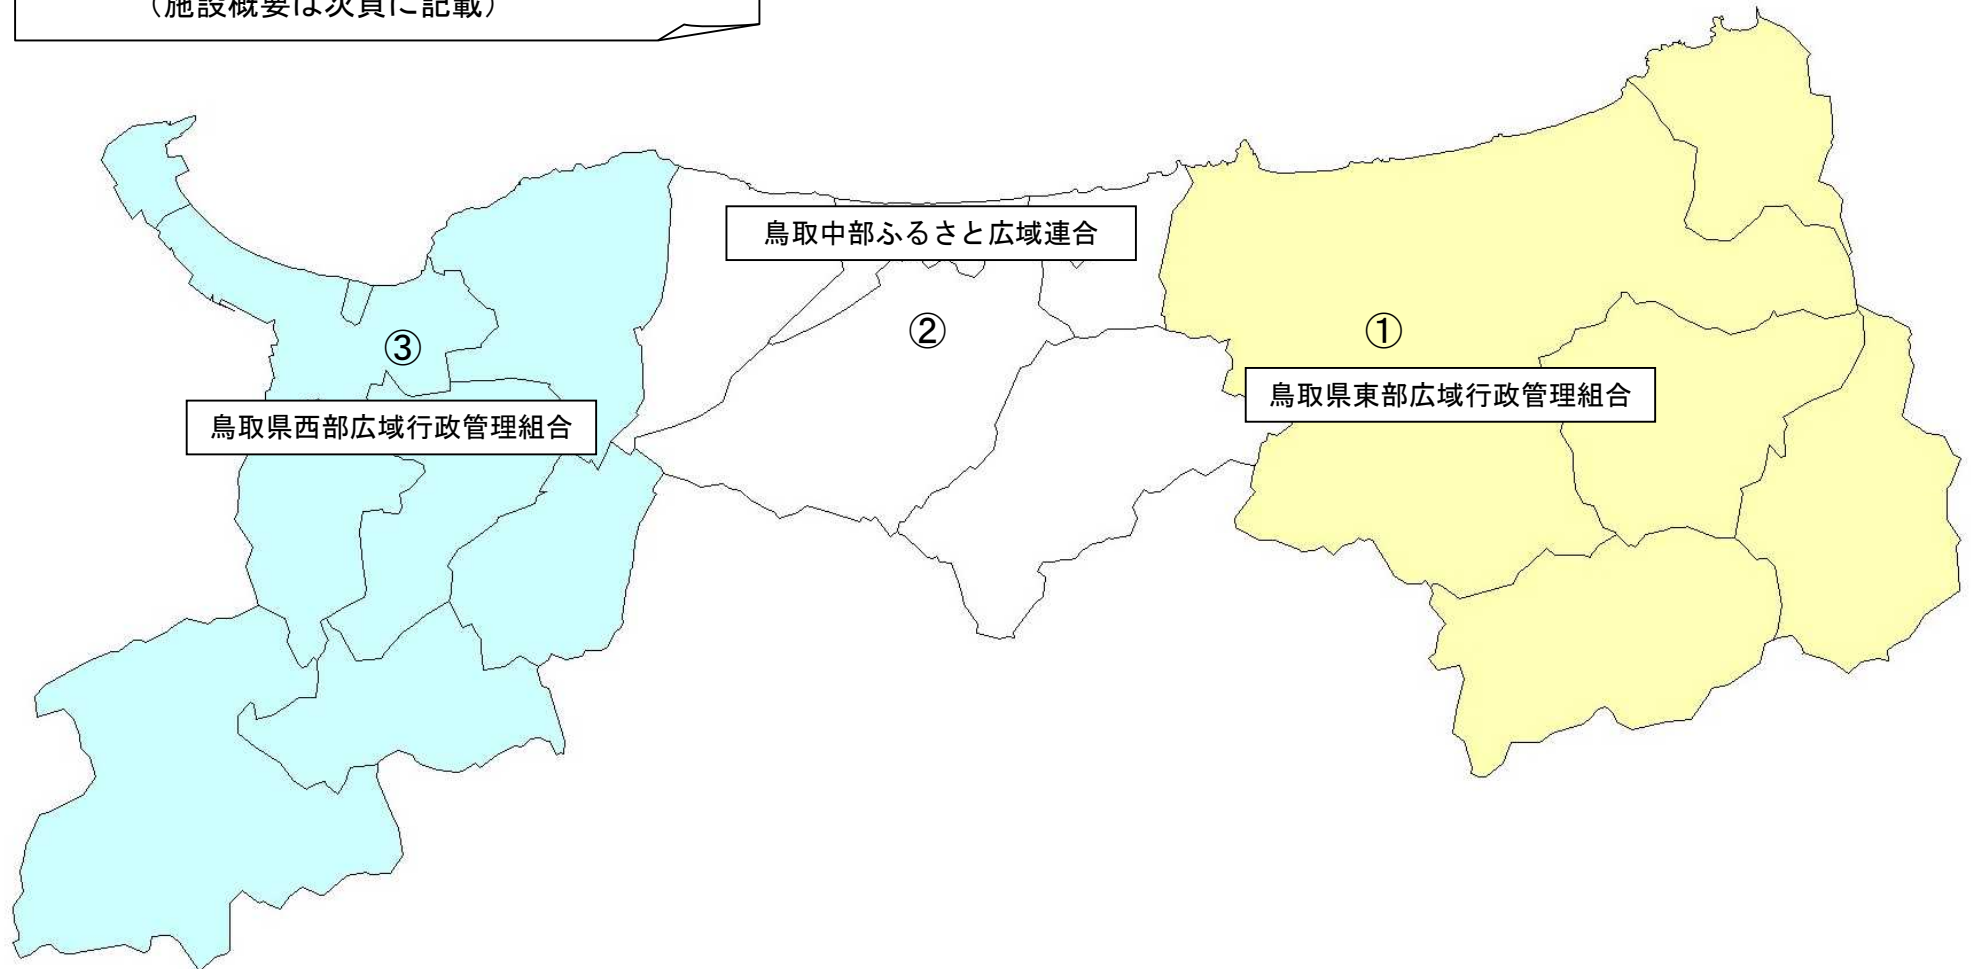 （施設概要は次頁に記載）
鳥取中部ふるさと広域連合
②
①
③
鳥取県東部広域行政管理組合
鳥取県西部広域行政管理組合